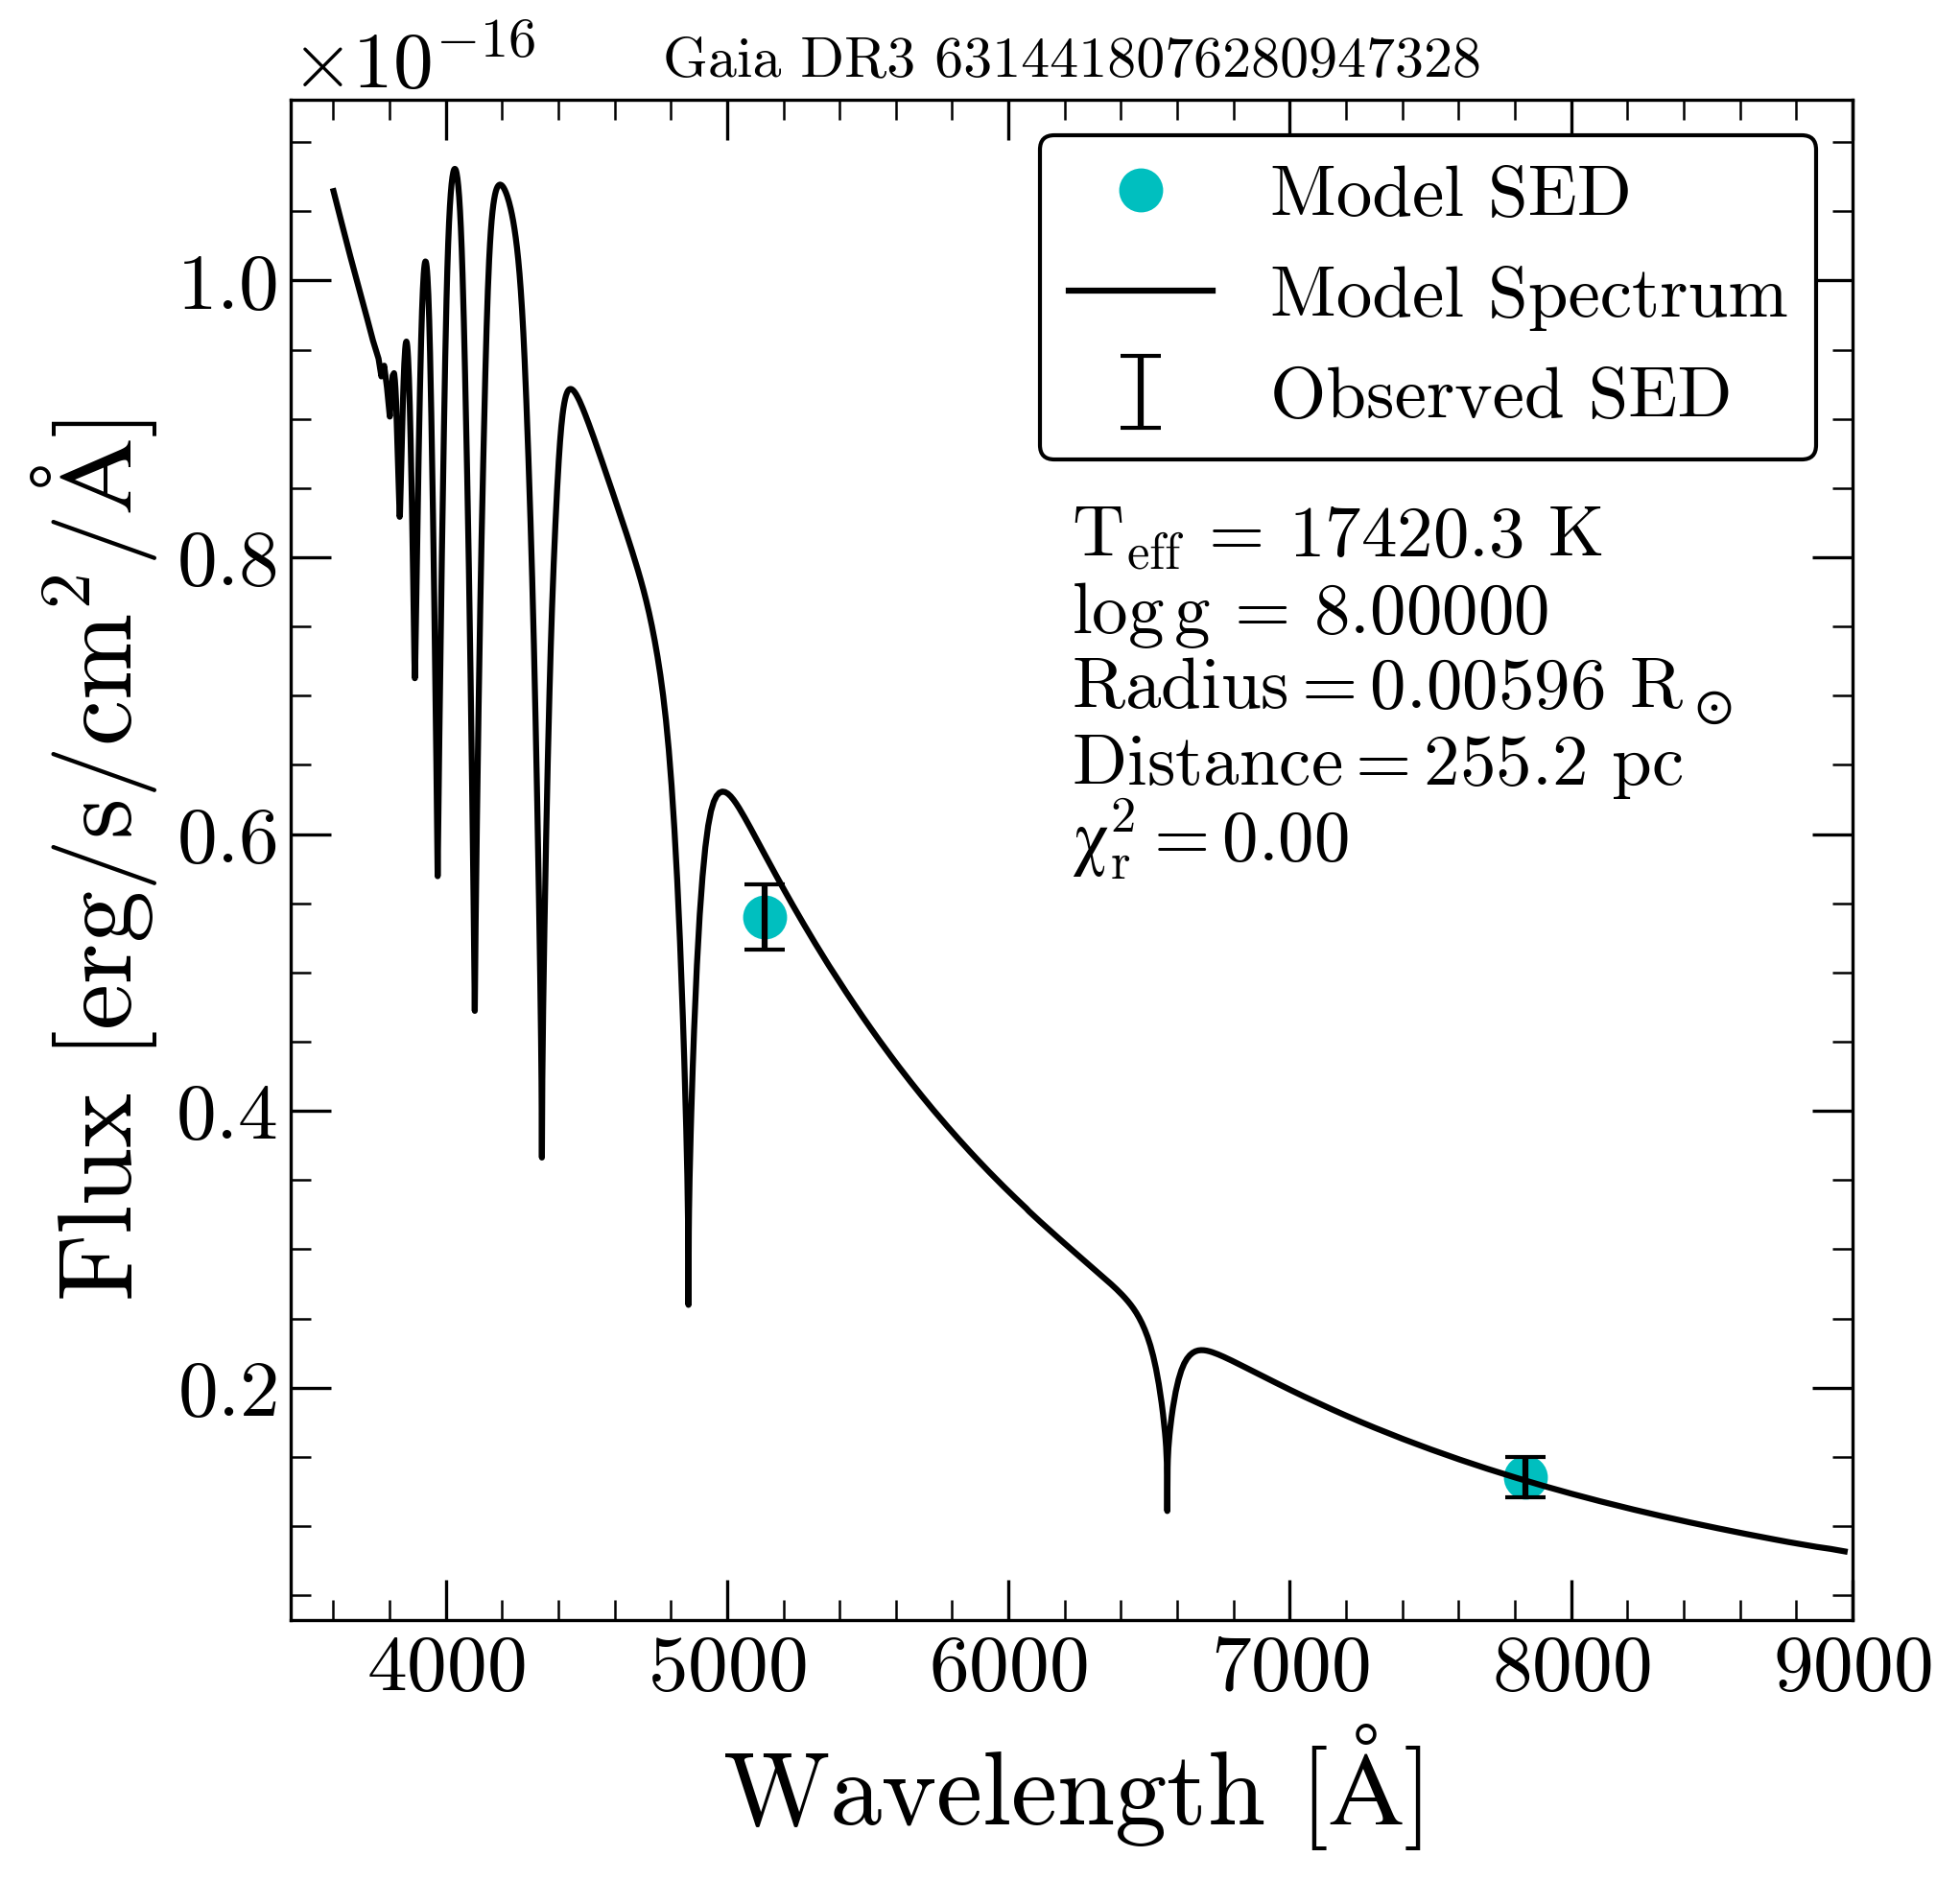 ×10⁻¹⁶
Gaia DR3 6314418076280947328
Model SED
Model Spectrum
Observed SED
T_eff = 17420.3 K
log g = 8.00000
Radius = 0.00596 R_⊙
Distance = 255.2 pc
χ²_r = 0.00
1.0
0.8
0.6
0.4
0.2
Flux [erg/s/cm²/Å]
4000 5000 6000 7000 8000 9000
Wavelength [Å]